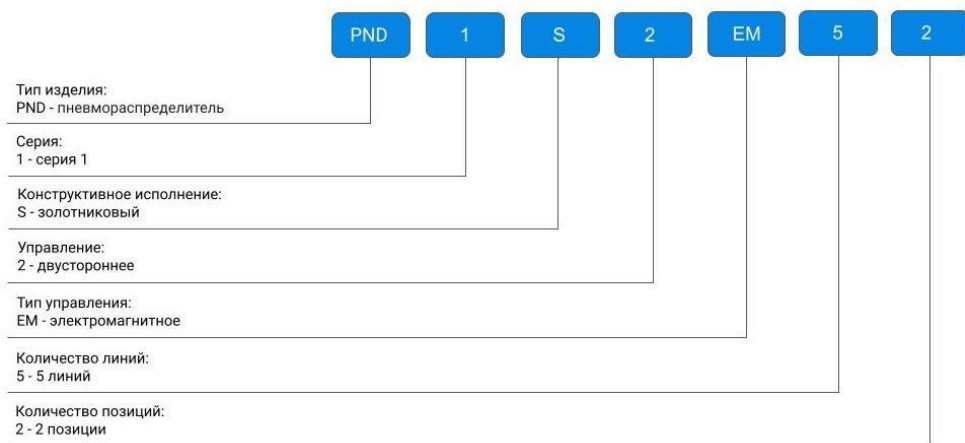 PND 1 S 2 EM 5 2
Тип изделия:
PND - пневмораспределитель
Серия:
1 - серия 1
Конструктивное исполнение:
S - золотниковый
Управление:
2 - двустороннее
Тип управления:
EM - электромагнитное
Количество линий:
5 - 5 линий
Количество позиций:
2 - 2 позиции